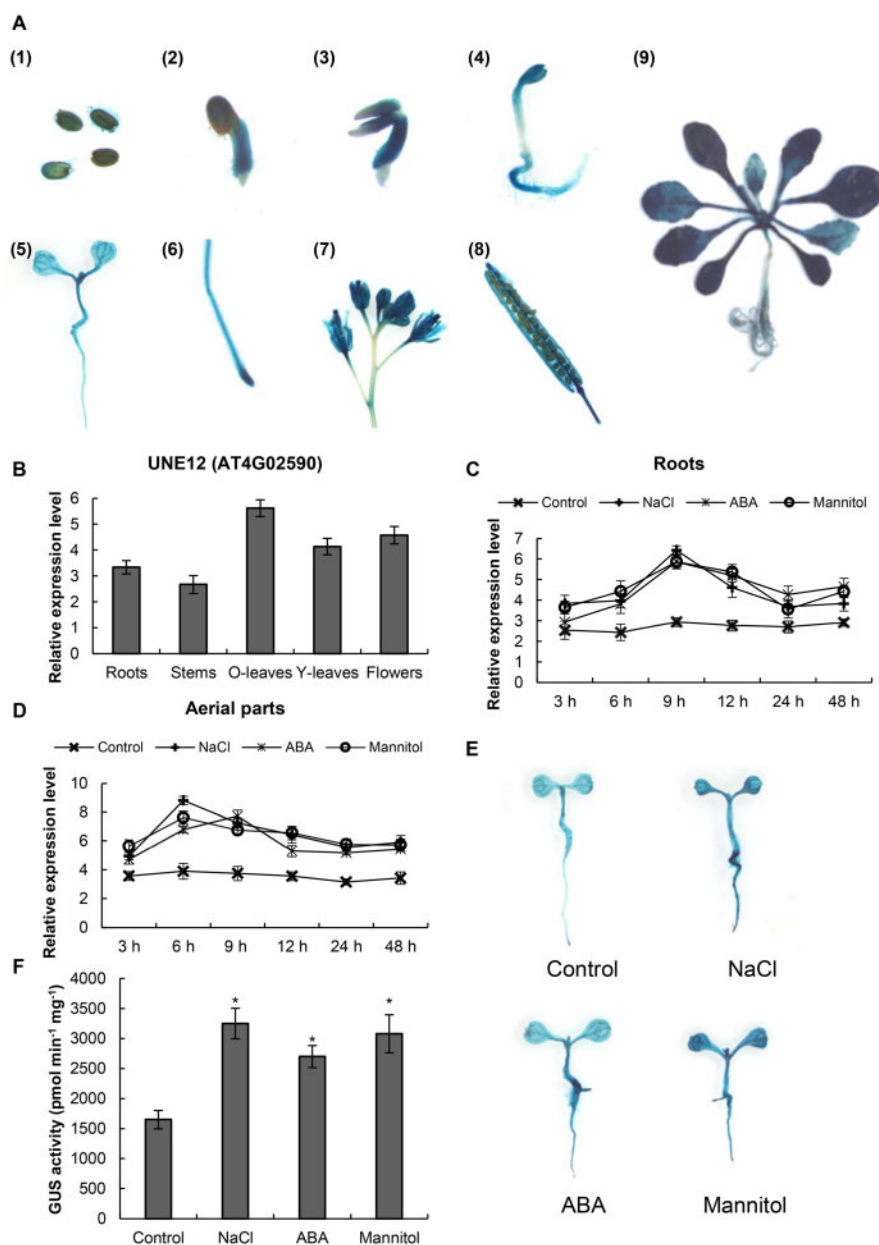 A
(1) (2) (3) (4) (9)
(5) (6) (7) (8)
B
UNE12 (AT4G02590)
Relative expression level
6
5
4
3
2
1
0
Roots Stems O-leaves Y-leaves Flowers
C
Roots
Control NaCl ABA Mannitol
Relative expression level
7
6
5
4
3
2
1
0
3 h 6 h 9 h 12 h 24 h 48 h
D
Aerial parts
Control NaCl ABA Mannitol
Relative expression level
10
8
6
4
2
0
3 h 6 h 9 h 12 h 24 h 48 h
E
Control NaCl
ABA Mannitol
F
GUS activity (pmol min⁻¹ mg⁻¹)
4000
3500
3000
2500
2000
1500
1000
500
0
* * *
Control NaCl ABA Mannitol